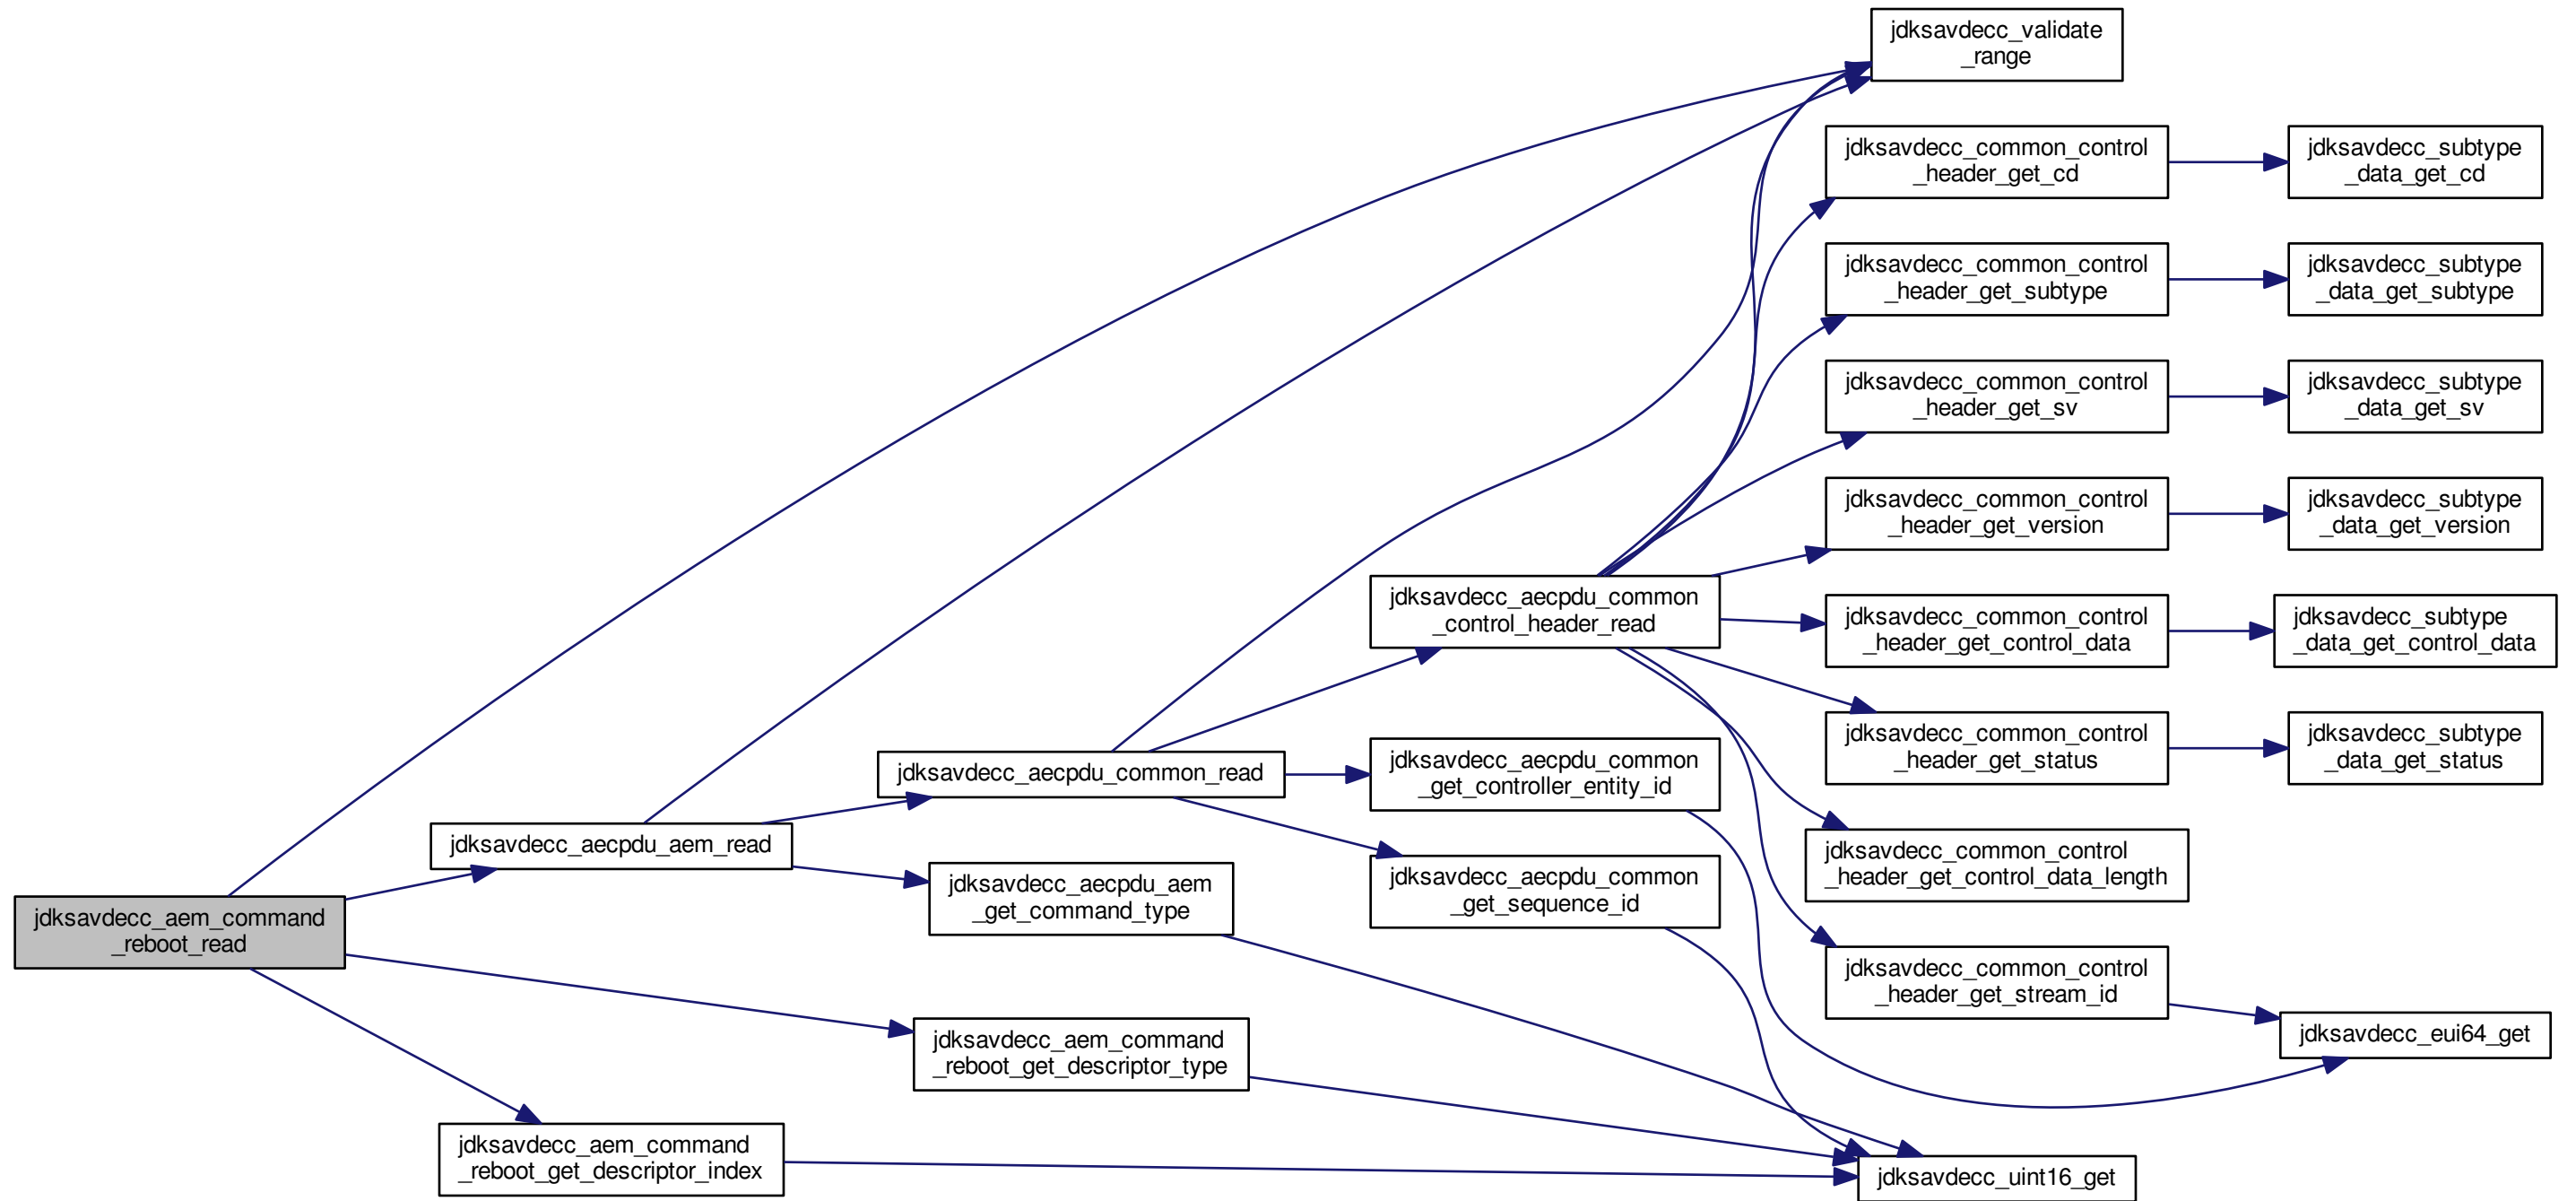 jdksavdecc_aem_command
_reboot_read
jdksavdecc_aecpdu_aem_read
jdksavdecc_aem_command
_reboot_get_descriptor_index
jdksavdecc_aecpdu_common_read
jdksavdecc_aecpdu_aem
_get_command_type
jdksavdecc_aem_command
_reboot_get_descriptor_type
jdksavdecc_aecpdu_common
_control_header_read
jdksavdecc_aecpdu_common
_get_controller_entity_id
jdksavdecc_aecpdu_common
_get_sequence_id
jdksavdecc_validate
_range
jdksavdecc_common_control
_header_get_cd
jdksavdecc_common_control
_header_get_subtype
jdksavdecc_common_control
_header_get_sv
jdksavdecc_common_control
_header_get_version
jdksavdecc_common_control
_header_get_control_data
jdksavdecc_common_control
_header_get_status
jdksavdecc_common_control
_header_get_control_data_length
jdksavdecc_common_control
_header_get_stream_id
jdksavdecc_uint16_get
jdksavdecc_subtype
_data_get_cd
jdksavdecc_subtype
_data_get_subtype
jdksavdecc_subtype
_data_get_sv
jdksavdecc_subtype
_data_get_version
jdksavdecc_subtype
_data_get_control_data
jdksavdecc_subtype
_data_get_status
jdksavdecc_eui64_get